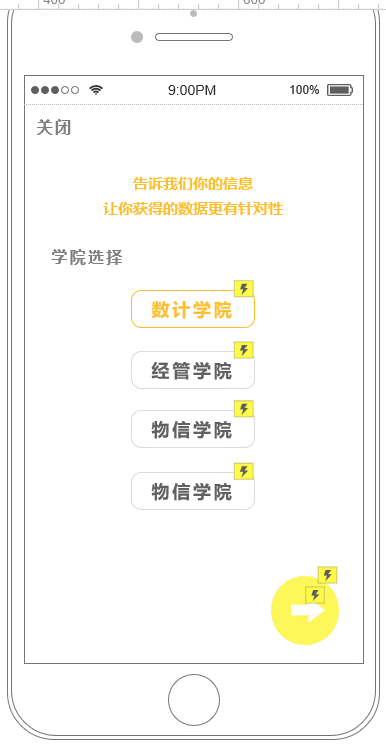 400
600
9:00PM
100%
关闭
告诉我们你的信息
让你获得的数据更有针对性
学院选择
数计学院
经管学院
物信学院
物信学院